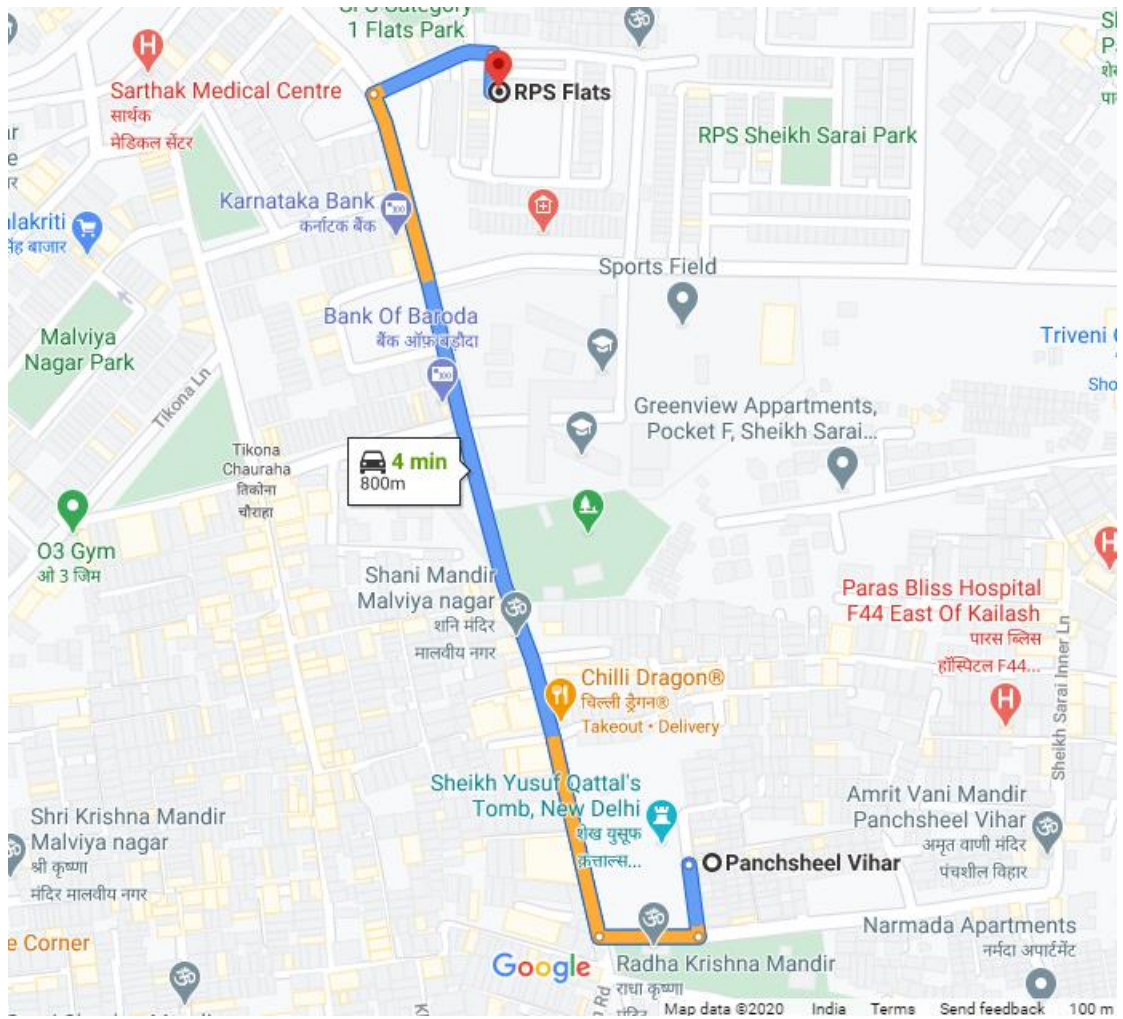 1 Flats Park
Sarthak Medical Centre
सार्थक
मेडिकल सेंटर
RPS Flats
RPS Sheikh Sarai Park
Karnataka Bank
कर्नाटक बैंक
Sports Field
Bank Of Baroda
बैंक ऑफ़ बड़ौदा
Malviya
Nagar Park
Tikona Ln
Triveni
Greenview Appartments,
Pocket F, Sheikh Sarai...
Tikona
Chauraha
तिकोना
चौराहा
4 min
800m
O3 Gym
ओ 3 जिम
Shani Mandir
Malviya nagar
शनि मंदिर
मालवीय नगर
Paras Bliss Hospital
F44 East Of Kailash
पारस ब्लिस
हॉस्पिटल F44...
Sheikh Sarai Inner Ln
Chilli Dragon®
चिल्ली ड्रैगन®
Takeout • Delivery
Sheikh Yusuf Qattal's
Tomb, New Delhi
शेख युसूफ
क़त्ताल्स...
Panchsheel Vihar
Amrit Vani Mandir
Panchsheel Vihar
अमृत वाणी मंदिर
पंचशील विहार
Shri Krishna Mandir
Malviya nagar
श्री कृष्णा
मंदिर मालवीय नगर
Narmada Apartments
नर्मदा अपार्टमेंट
Corner
Google
Radha Krishna Mandir
राधा कृष्णा
Rd
Map data ©2020 India Terms Send feedback 100 m